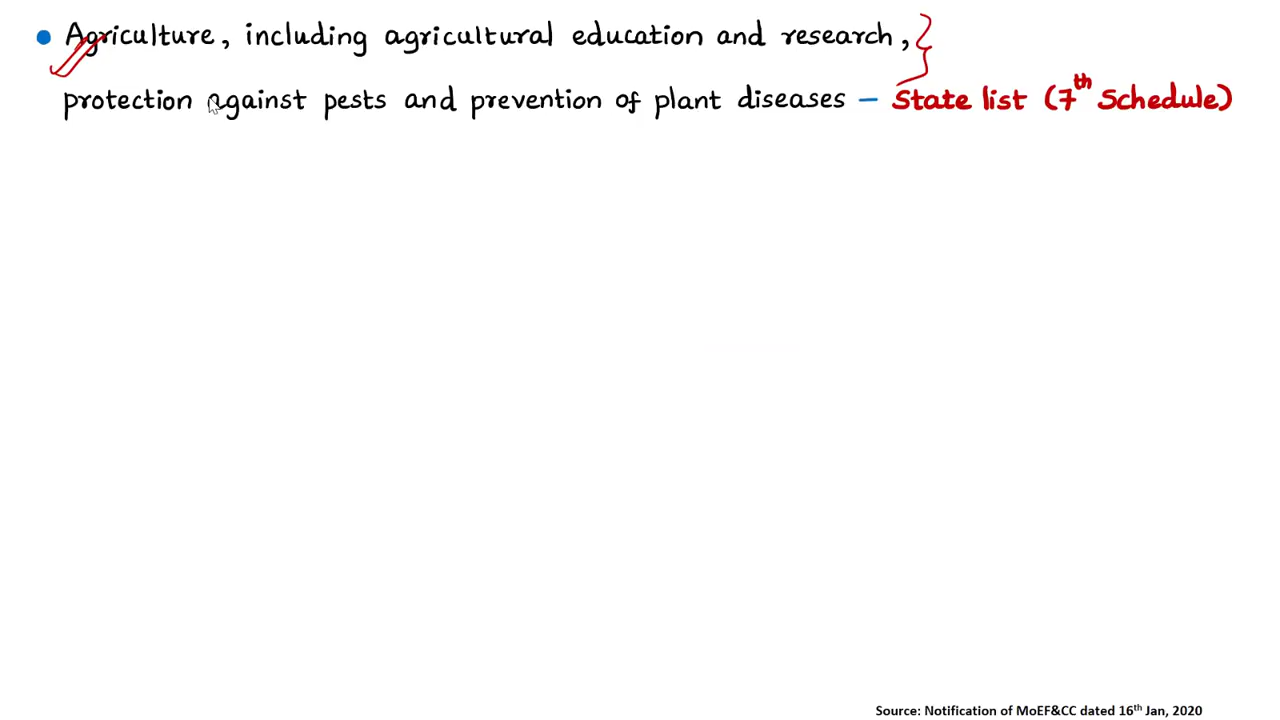 Agriculture, including agricultural education and research,
protection against pests and prevention of plant diseases – State list (7th Schedule)
Source: Notification of MoEF&CC dated 16th Jan, 2020